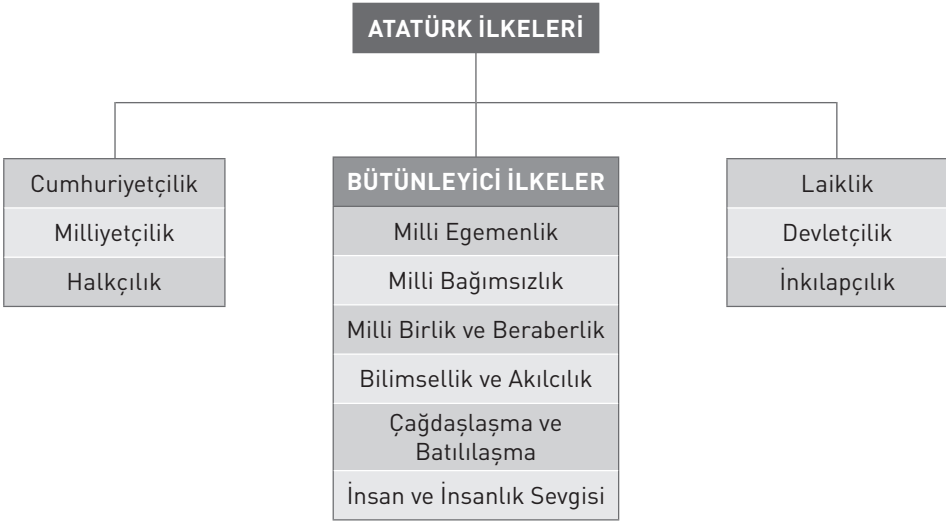 ATATÜRK İLKELERİ
Cumhuriyetçilik
Milliyetçilik
Halkçılık
BÜTÜNLEYİCİ İLKELER
Milli Egemenlik
Milli Bağımsızlık
Milli Birlik ve Beraberlik
Bilimsellik ve Akılcılık
Çağdaşlaşma ve
Batılılaşma
İnsan ve İnsanlık Sevgisi
Laiklik
Devletçilik
İnkılapçılık